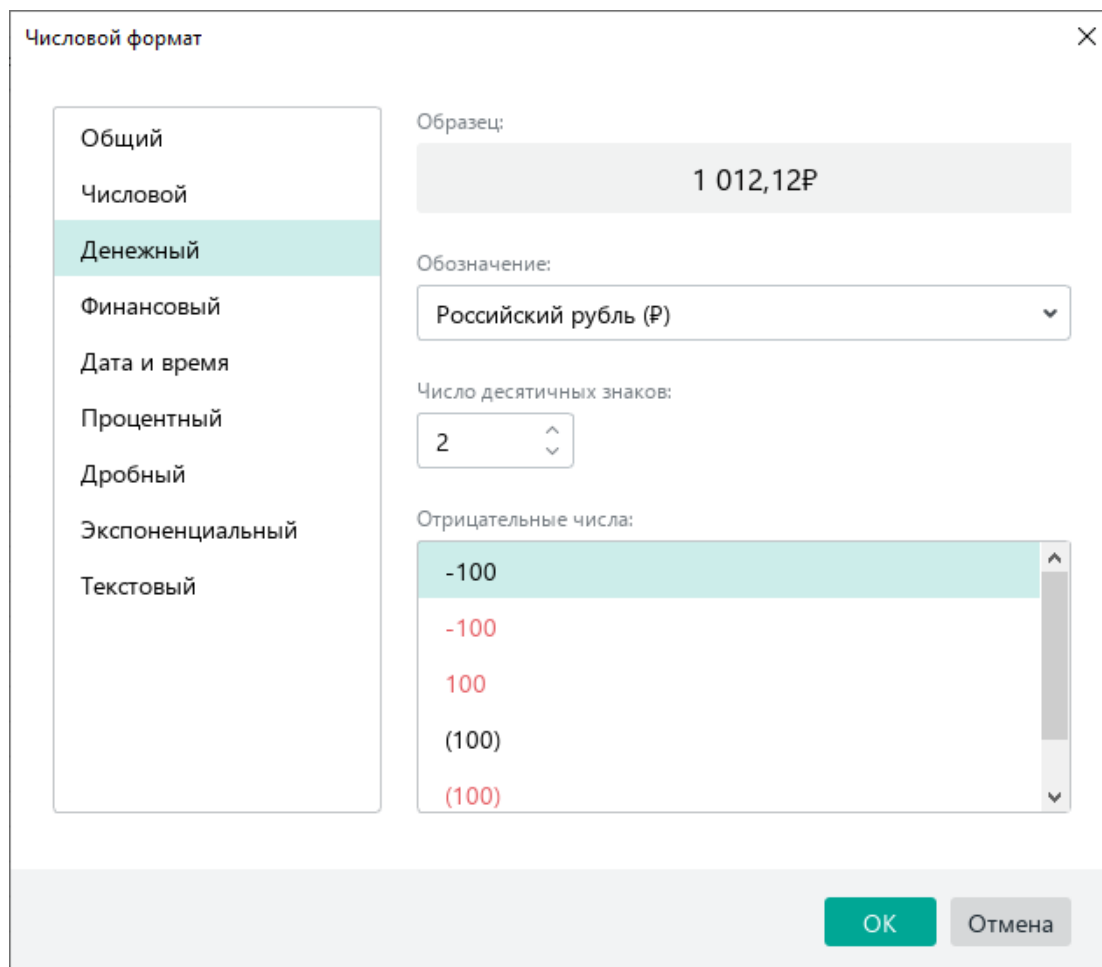 Числовой формат
Общий
Числовой
Денежный
Финансовый
Дата и время
Процентный
Дробный
Экспоненциальный
Текстовый
Образец:
1 012,12₽
Обозначение:
Российский рубль (₽)
Число десятичных знаков:
2
Отрицательные числа:
-100
-100
100
(100)
(100)
ОК
Отмена